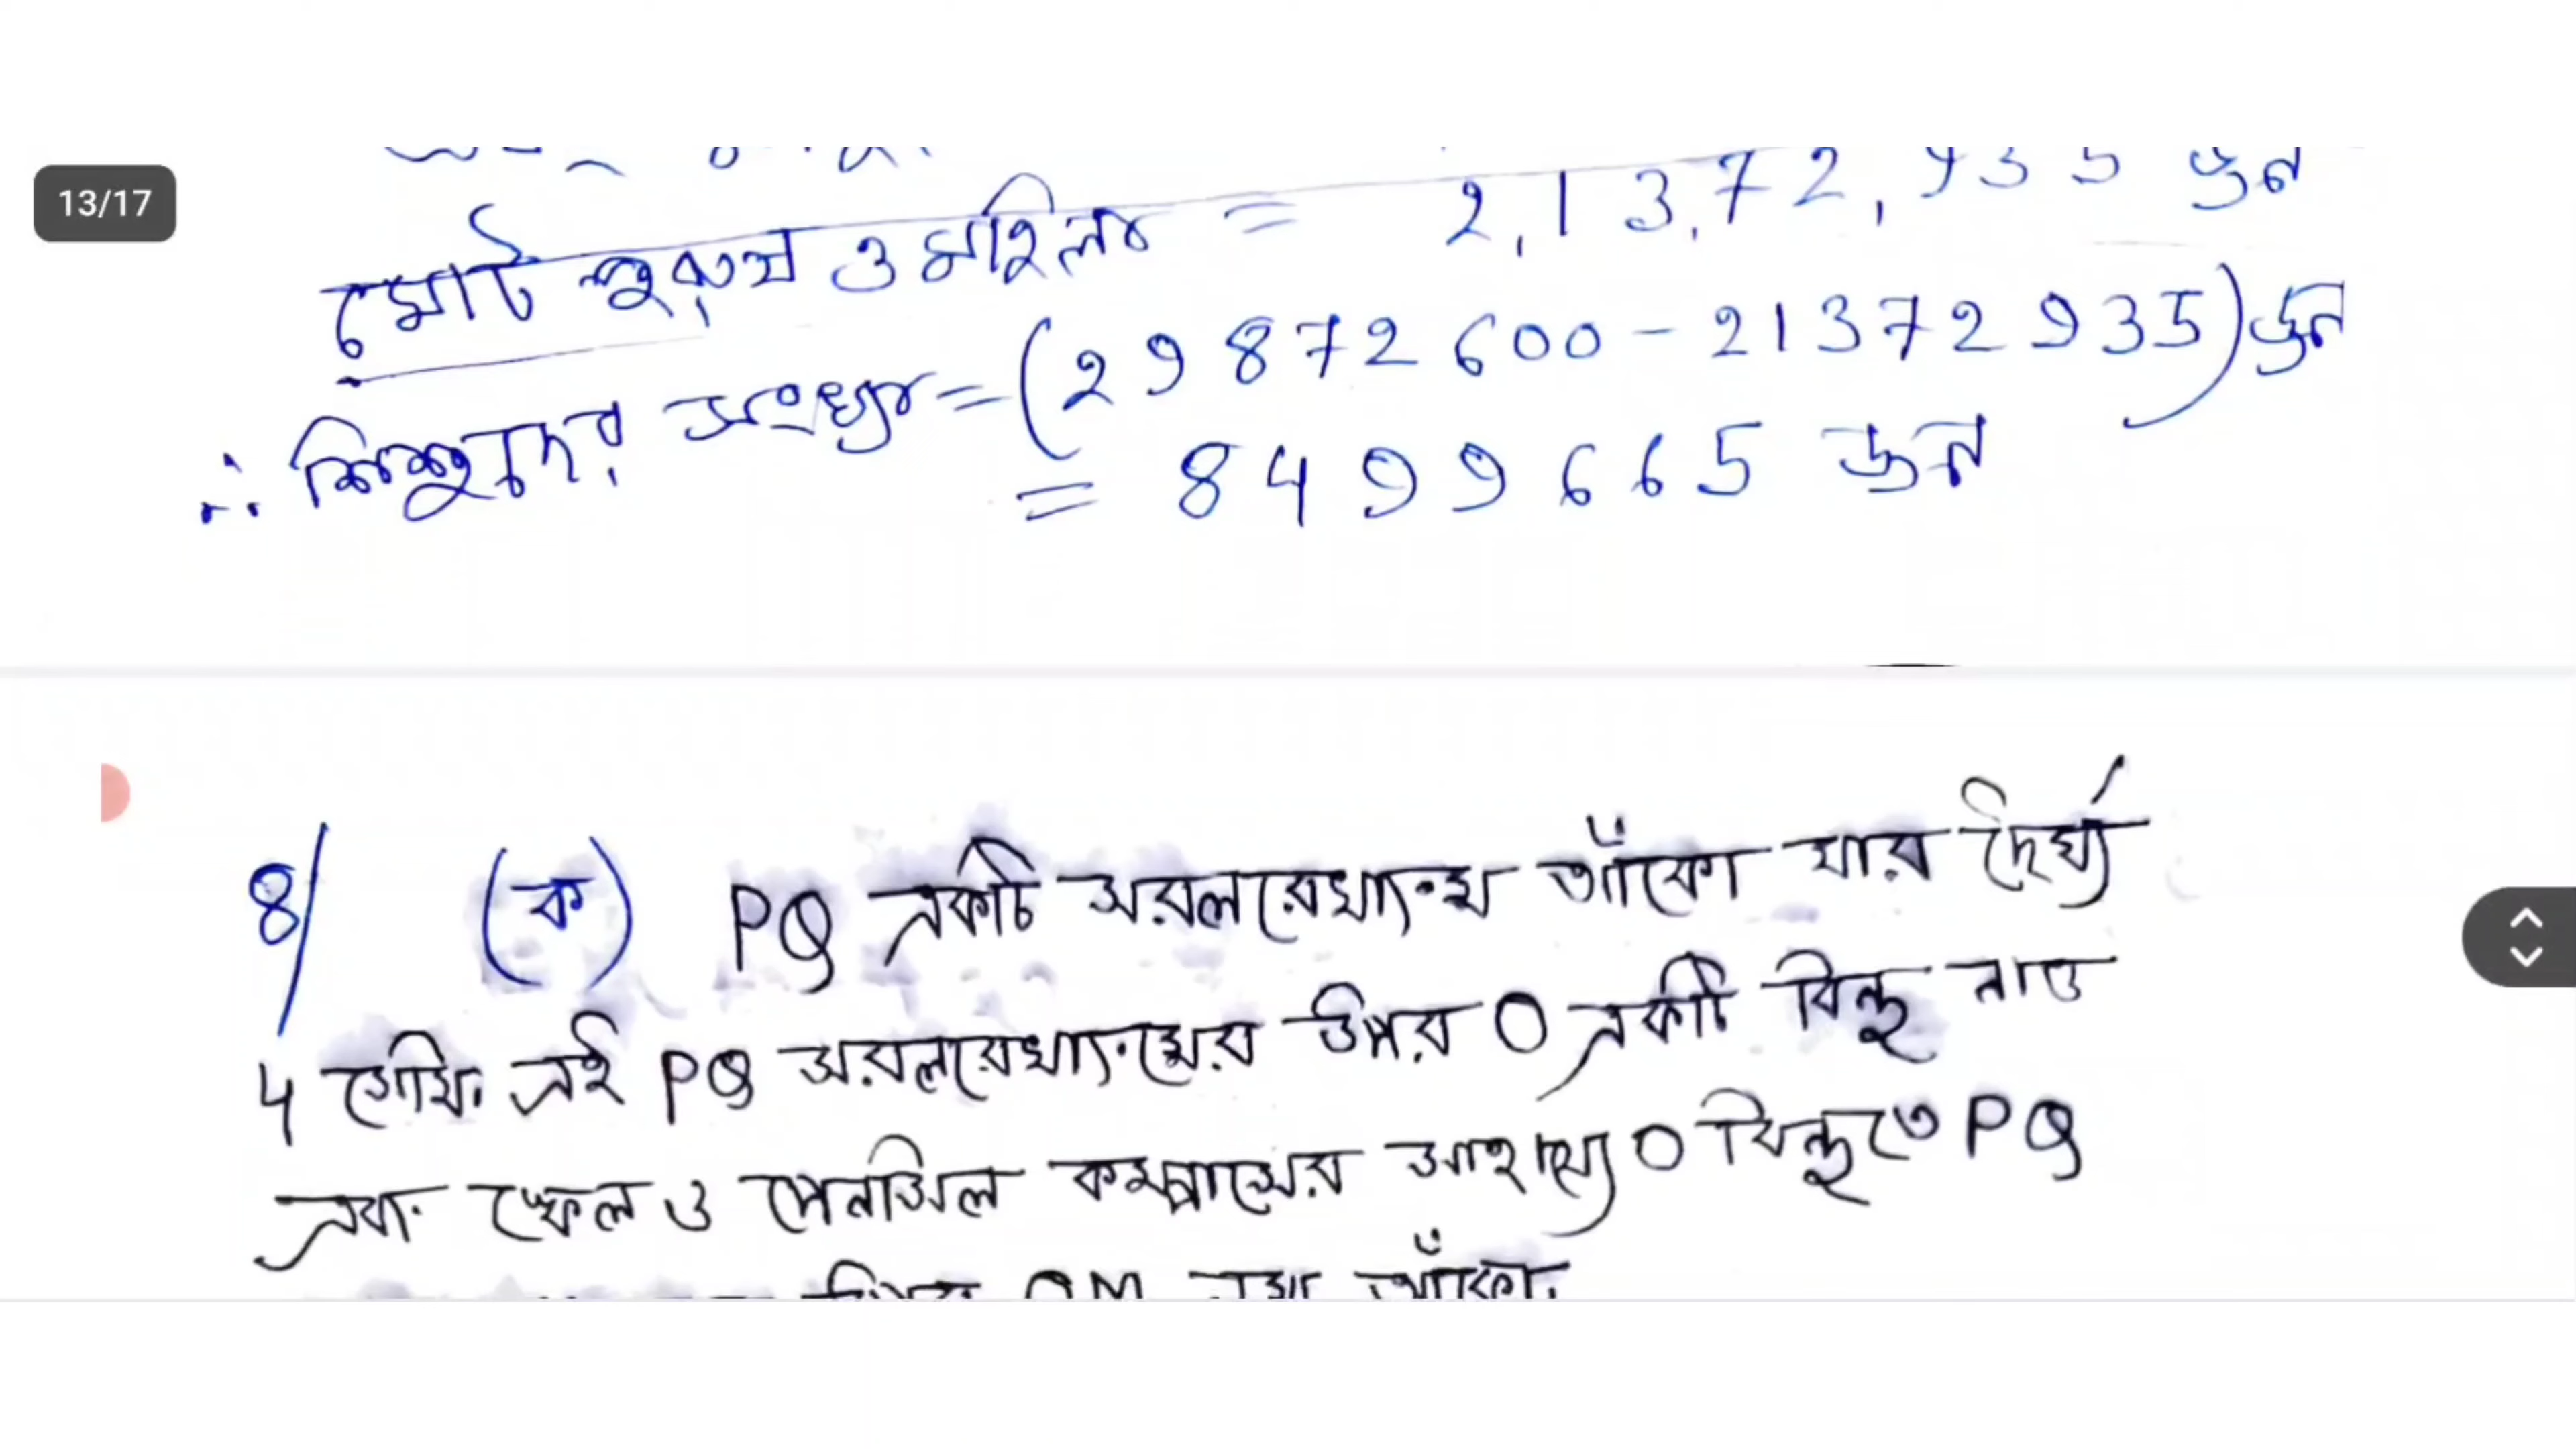 13/17
মোট পুরুষ ও মহিলা = 2,13,72,935 জন
∴ শিশুদের সংখ্যা = (29872600 - 21372935) জন
= 8499665 জন
8/ (ক) PQ একটি সরলরেখাংশ আঁকো যার দৈর্ঘ্য
4 সেমি. এই PQ সরলরেখাংশের উপর O একটি বিন্দু নাও
এবং স্কেল ও পেনসিল কম্পাসের সাহায্যে O বিন্দুতে PQ
আঁকো.